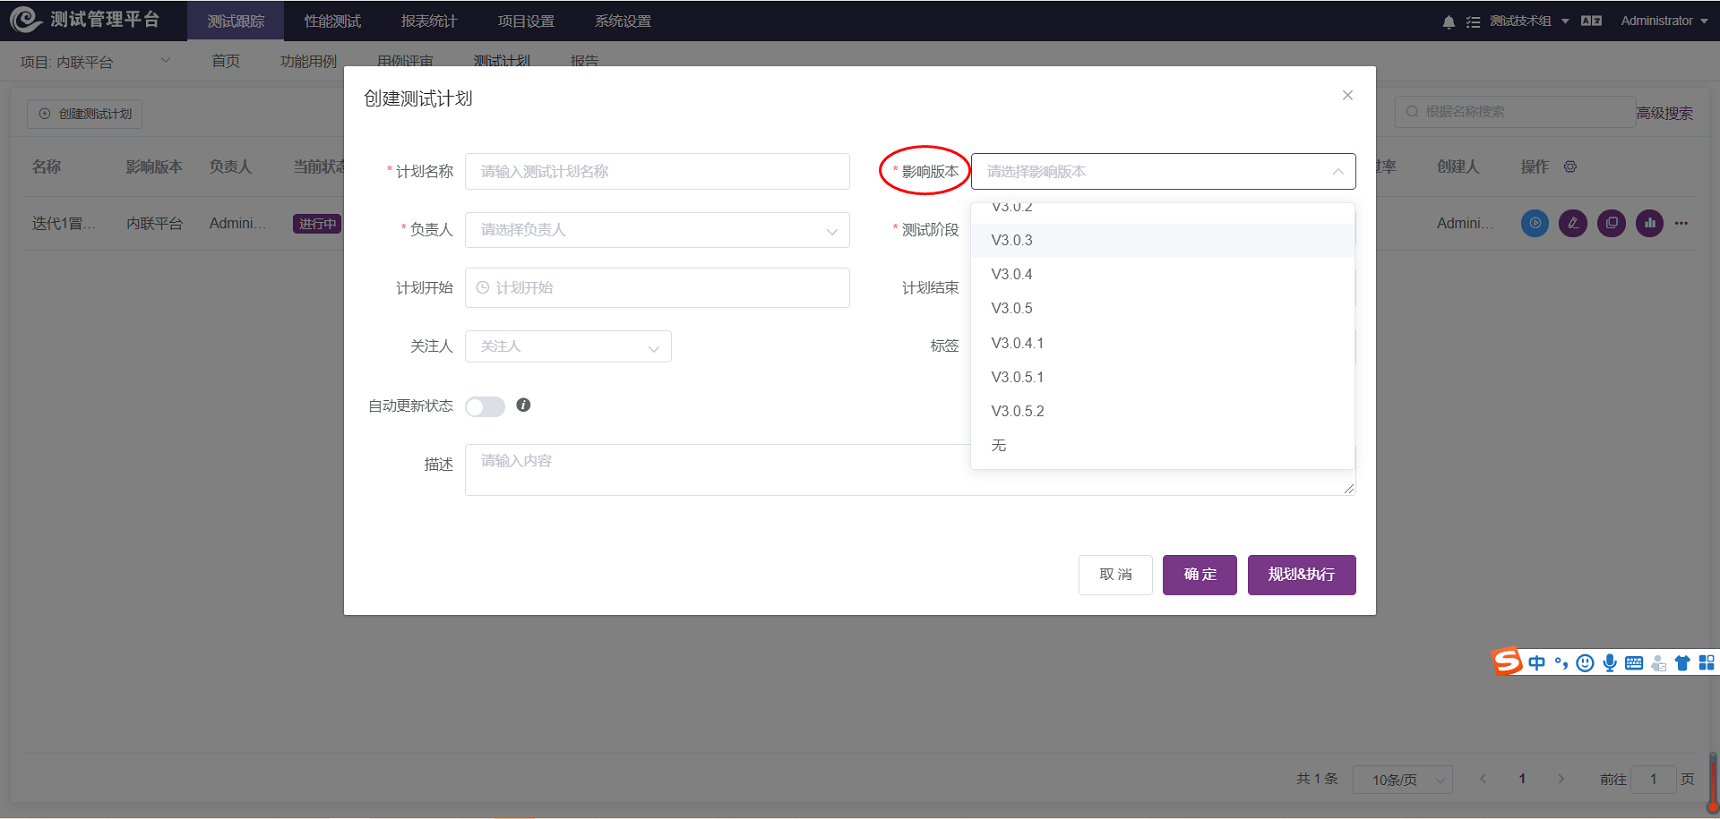 测试管理平台 测试跟踪 性能测试 报表统计 项目设置 系统设置 测试技术组 Administrator
项目: 内联平台 首页 功能用例 用例评审 测试计划 报告
创建测试计划
创建测试计划 根据名称搜索 高级搜索
名称 影响版本 负责人 当前状态 过率 创建人 操作
迭代1冒... 内联平台 Admini... 进行中 Admini...
* 计划名称 请输入测试计划名称 * 影响版本 请选择影响版本
* 负责人 请选择负责人 * 测试阶段
计划开始 计划开始 计划结束
关注人 关注人 标签
自动更新状态
描述 请输入内容
V3.0.2
V3.0.3
V3.0.4
V3.0.5
V3.0.4.1
V3.0.5.1
V3.0.5.2
无
取 消 确 定 规划&执行
中
共 1 条 10条/页 1 前往 1 页